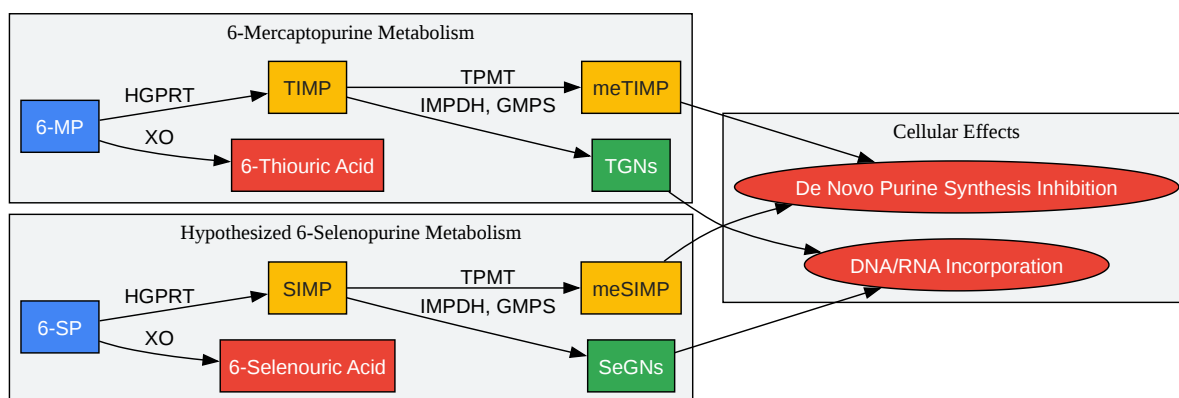 6-Mercaptopurine Metabolism
HGPRT
TIMP
TPMT
meTIMP
IMPDH, GMPS
6-MP
XO
6-Thiouric Acid
TGNs
Cellular Effects
De Novo Purine Synthesis Inhibition
DNA/RNA Incorporation
Hypothesized 6-Selenopurine Metabolism
HGPRT
SIMP
TPMT
meSIMP
IMPDH, GMPS
6-SP
XO
6-Selenouric Acid
SeGNs